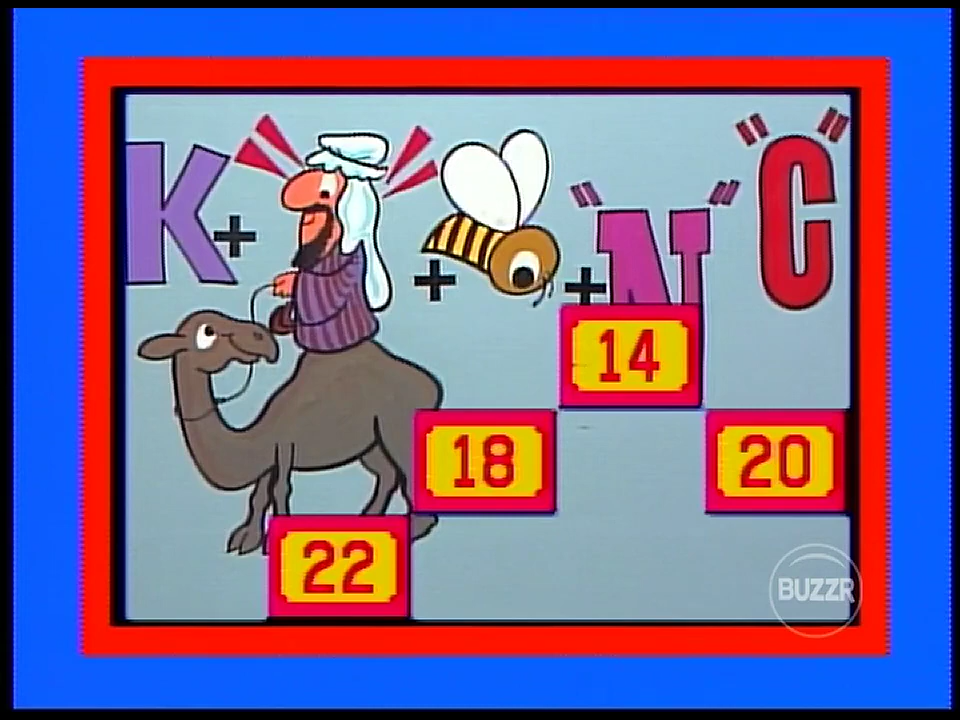 K + + + "N" "C"
14
18 20
22
BUZZR